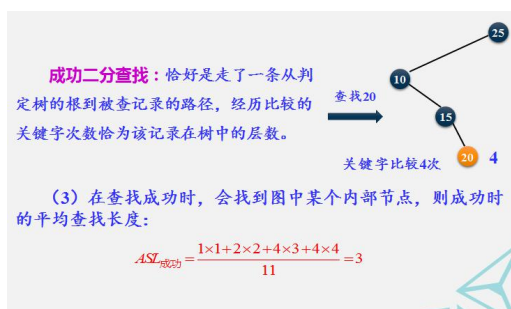 25
成功二分查找：恰好是走了一条从判
10
定树的根到被查记录的路径，经历比较的
查找20
15
关键字次数恰为该记录在树中的层数。
关键字比较4次
20
4
（3）在查找成功时，会找到图中某个内部节点，则成功时
的平均查找长度：
ASL成功=\frac{1×1+2×2+4×3+4×4}{11}=3